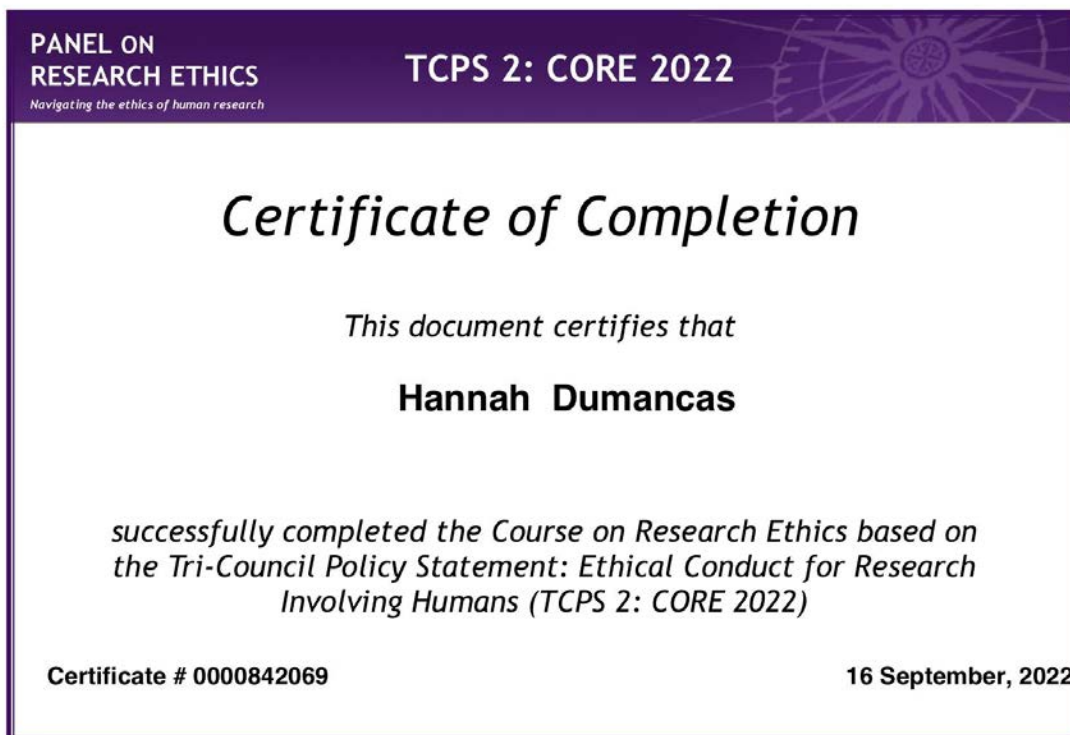 PANEL ON
RESEARCH ETHICS
Navigating the ethics of human research
TCPS 2: CORE 2022
Certificate of Completion
This document certifies that
Hannah Dumancas
successfully completed the Course on Research Ethics based on
the Tri-Council Policy Statement: Ethical Conduct for Research
Involving Humans (TCPS 2: CORE 2022)
Certificate # 0000842069
16 September, 2022